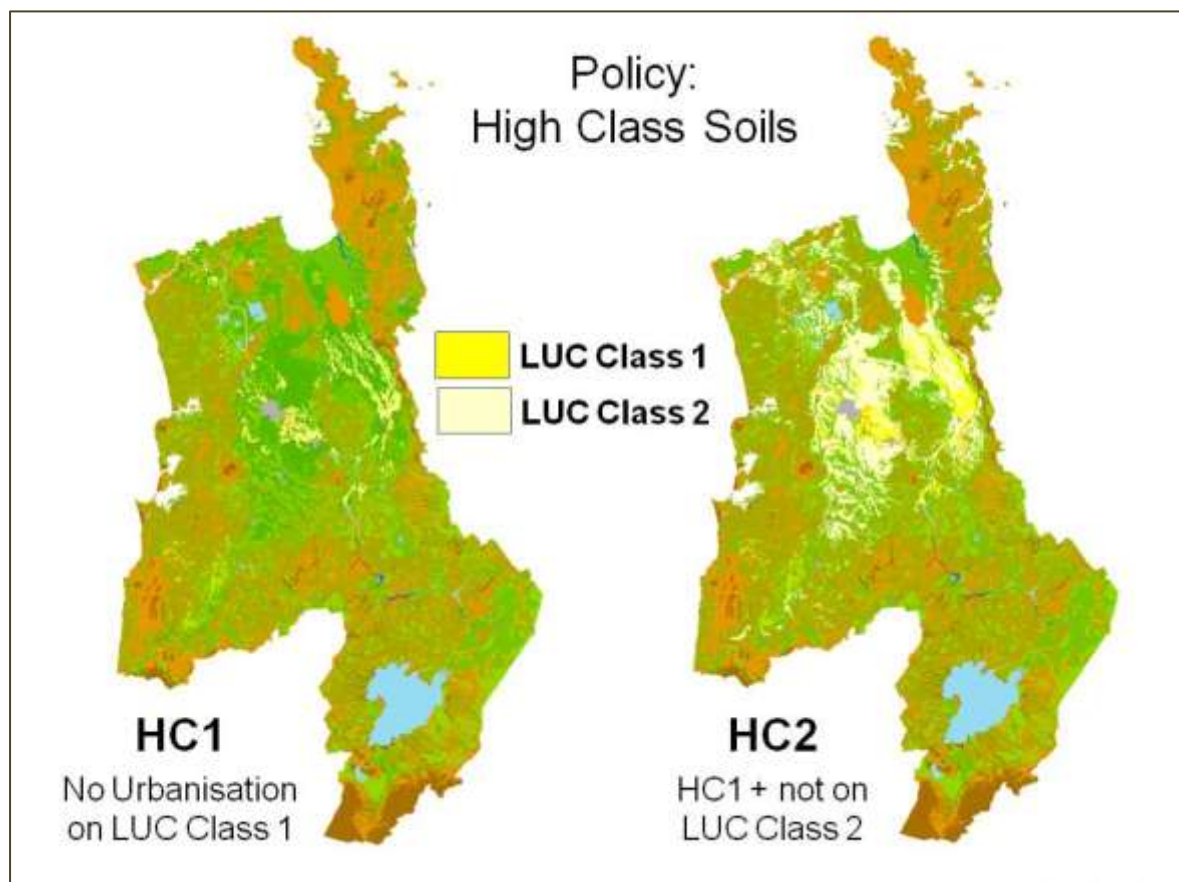 Policy:
High Class Soils
LUC Class 1
LUC Class 2
HC1
No Urbanisation
on LUC Class 1
HC2
HC1 + not on
LUC Class 2